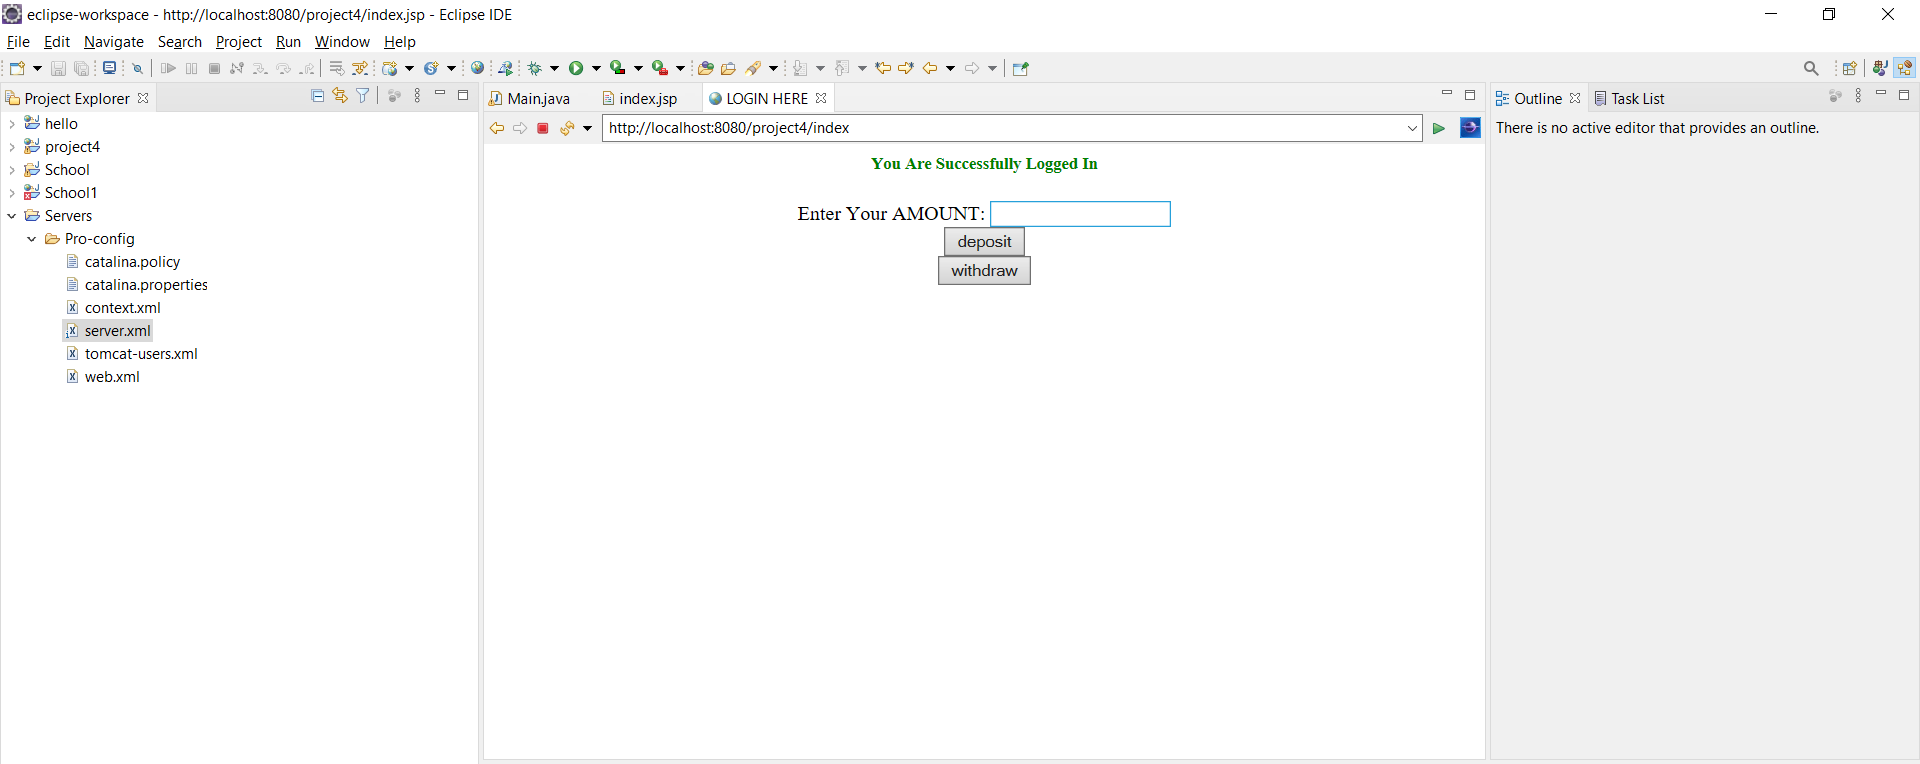 eclipse-workspace - http://localhost:8080/project4/index.jsp - Eclipse IDE
File Edit Navigate Search Project Run Window Help
Project Explorer
hello
project4
School
School1
Servers
Pro-config
catalina.policy
catalina.properties
context.xml
server.xml
tomcat-users.xml
web.xml
Main.java index.jsp LOGIN HERE
http://localhost:8080/project4/index
You Are Successfully Logged In
Enter Your AMOUNT:
deposit
withdraw
Outline Task List
There is no active editor that provides an outline.